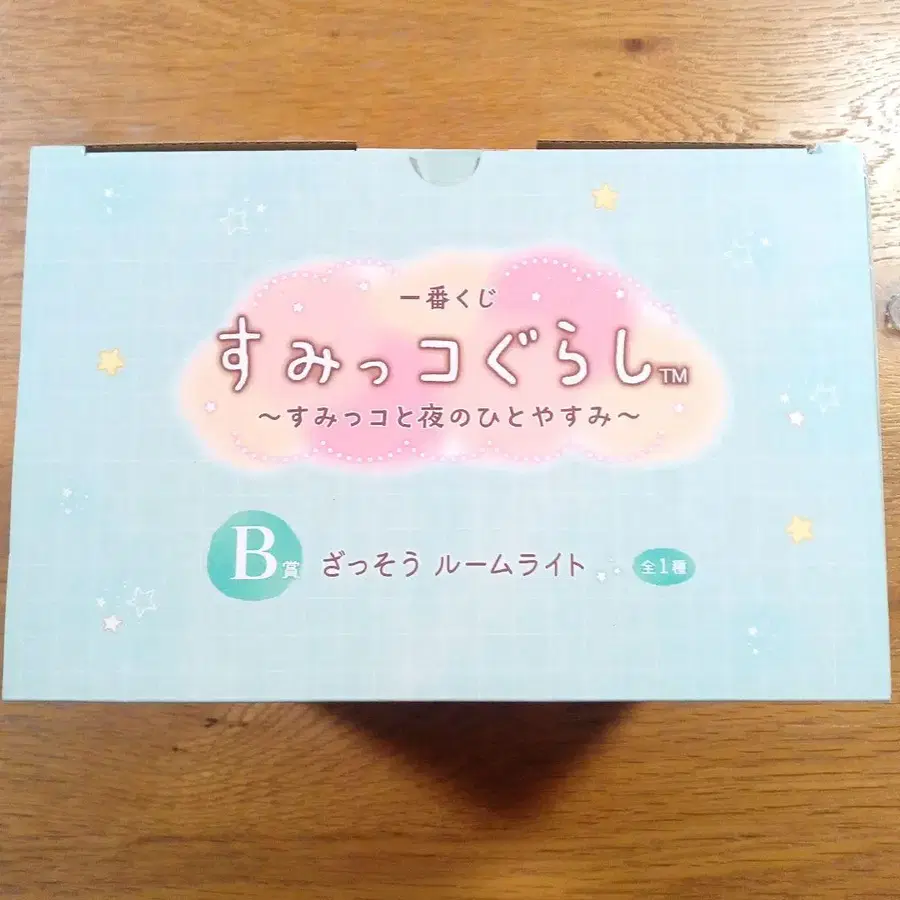 一番くじ
すみっコぐらし™
～すみっコと夜のひとやすみ～
B賞 ざっそう ルームライト 全1種